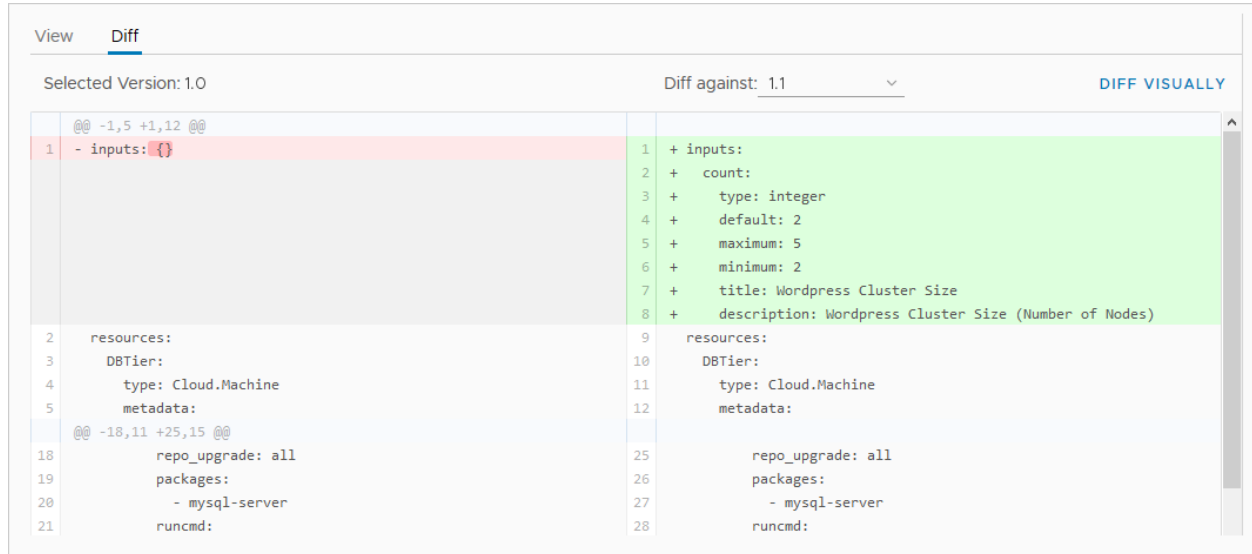 View Diff
Selected Version: 1.0 Diff against: 1.1 DIFF VISUALLY
@@ -1,5 +1,12 @@
1 - inputs: {} 1 + inputs:
2 + count:
3 + type: integer
4 + default: 2
5 + maximum: 5
6 + minimum: 2
7 + title: Wordpress Cluster Size
8 + description: Wordpress Cluster Size (Number of Nodes)
2 resources: 9 resources:
3 DBTier: 10 DBTier:
4 type: Cloud.Machine 11 type: Cloud.Machine
5 metadata: 12 metadata:
@@ -18,11 +25,15 @@
18 repo_upgrade: all 25 repo_upgrade: all
19 packages: 26 packages:
20 - mysql-server 27 - mysql-server
21 runcmd: 28 runcmd: